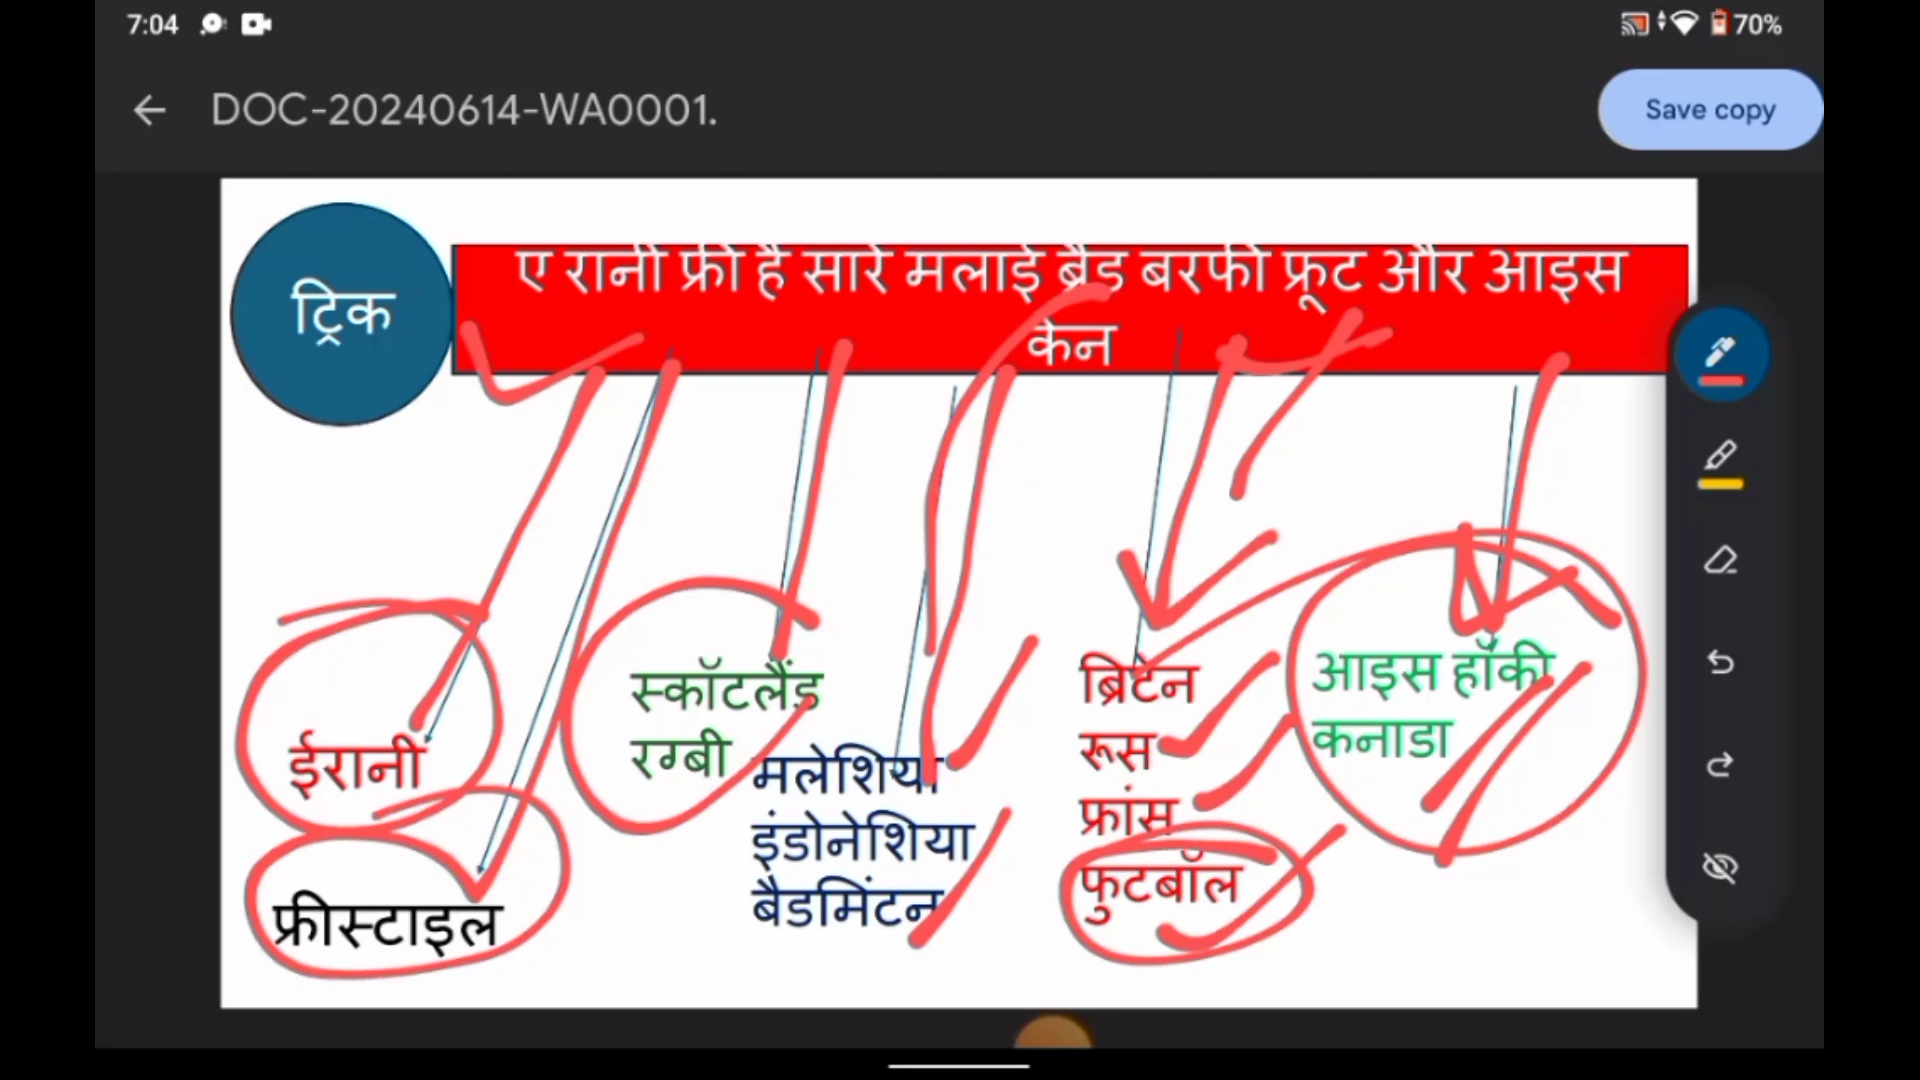 7:04
70%
DOC-20240614-WA0001.
Save copy
ट्रिक
ए रानी फ्री है सारे मलाई ब्रैड बरफी फ्रूट और आइस
केन
ईरानी
फ्रीस्टाइल
स्कॉटलैंड
रग्बी
मलेशिया
इंडोनेशिया
बैडमिंटन
ब्रिटेन
रूस
फ्रांस
फुटबॉल
आइस हॉकी
कनाडा